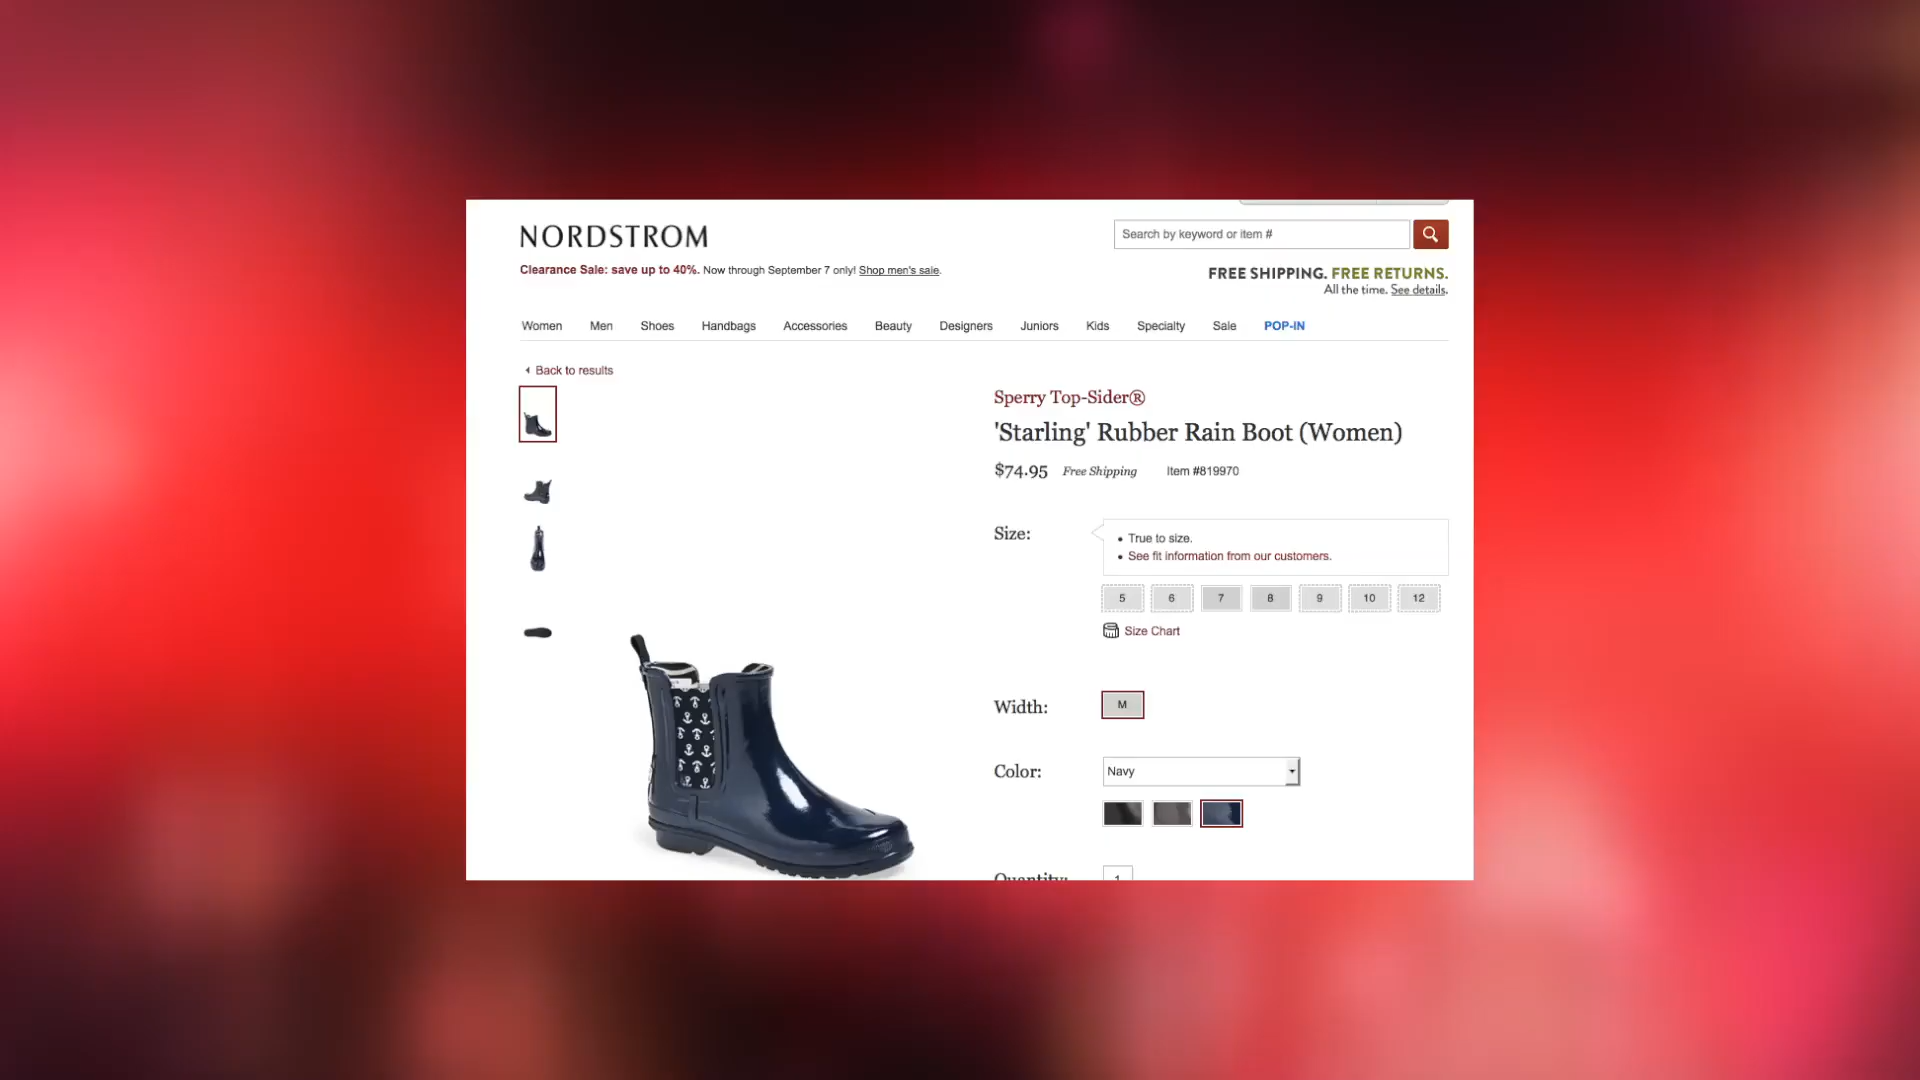 NORDSTROM
Search by keyword or item #
Clearance Sale: save up to 40%. Now through September 7 only! Shop men's sale.
FREE SHIPPING. FREE RETURNS.
All the time. See details.
Women Men Shoes Handbags Accessories Beauty Designers Juniors Kids Specialty Sale POP-IN
Back to results
Sperry Top-Sider®
'Starling' Rubber Rain Boot (Women)
$74.95 Free Shipping Item #819970
Size:
• True to size.
• See fit information from our customers.
5 6 7 8 9 10 12
Size Chart
Width: M
Color: Navy
Quantity: 1